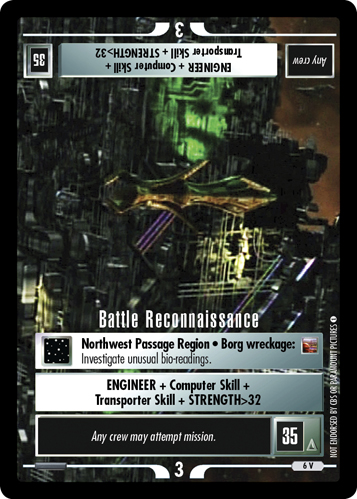 3
ENGINEER + Computer Skill +
Transporter Skill + STRENGTH>32
35
Any crew
Battle Reconnaissance
Northwest Passage Region • Borg wreckage:
Investigate unusual bio-readings.
ENGINEER + Computer Skill +
Transporter Skill + STRENGTH>32
Any crew may attempt mission.
35
NOT ENDORSED BY CBS OR PARAMOUNT PICTURES
3
6 V